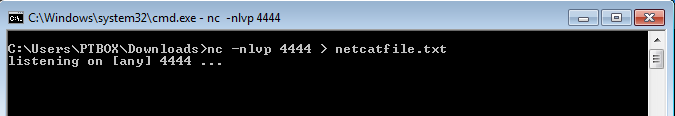 C:\Windows\system32\cmd.exe - nc -nlvp 4444
C:\Users\PTBOX\Downloads>nc -nlvp 4444 > netcatfile.txt
listening on [any] 4444 ...